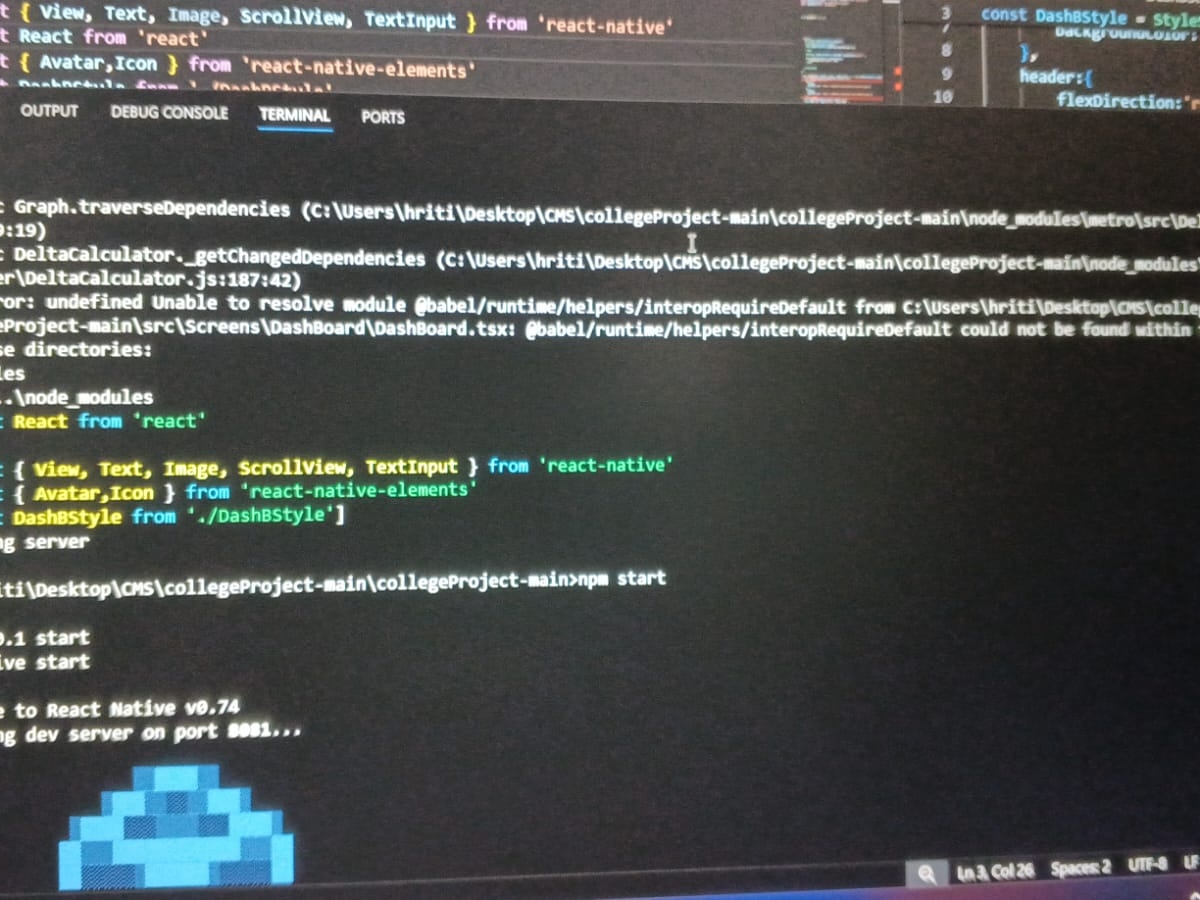 t { View, Text, Image, ScrollView, TextInput } from 'react-native'
t React from 'react'
t { Avatar,Icon } from 'react-native-elements'
3 const DashBStyle = Style
backgroundColor:
8 },
9 header:{
10 flexDirection:'r
OUTPUT DEBUG CONSOLE TERMINAL PORTS
t Graph.traverseDependencies (C:\Users\hriti\Desktop\CMS\collegeProject-main\collegeProject-main\node_modules\metro\src\De
:19)
t DeltaCalculator._getChangedDependencies (C:\Users\hriti\Desktop\CMS\collegeProject-main\collegeProject-main\node_modules\
er\DeltaCalculator.js:187:42)
ror: undefined Unable to resolve module @babel/runtime/helpers/interopRequireDefault from C:\Users\hriti\Desktop\CMS\colle
eProject-main\src\Screens\DashBoard\DashBoard.tsx: @babel/runtime/helpers/interopRequireDefault could not be found within
se directories:
les
..\node_modules
t React from 'react'
t { View, Text, Image, ScrollView, TextInput } from 'react-native'
t { Avatar,Icon } from 'react-native-elements'
t DashBStyle from './DashBStyle']
ng server
iti\Desktop\CMS\collegeProject-main\collegeProject-main>npm start
0.1 start
ive start
e to React Native v0.74
ng dev server on port 8081...
Ln 3, Col 26 Spaces: 2 UTF-8 LF